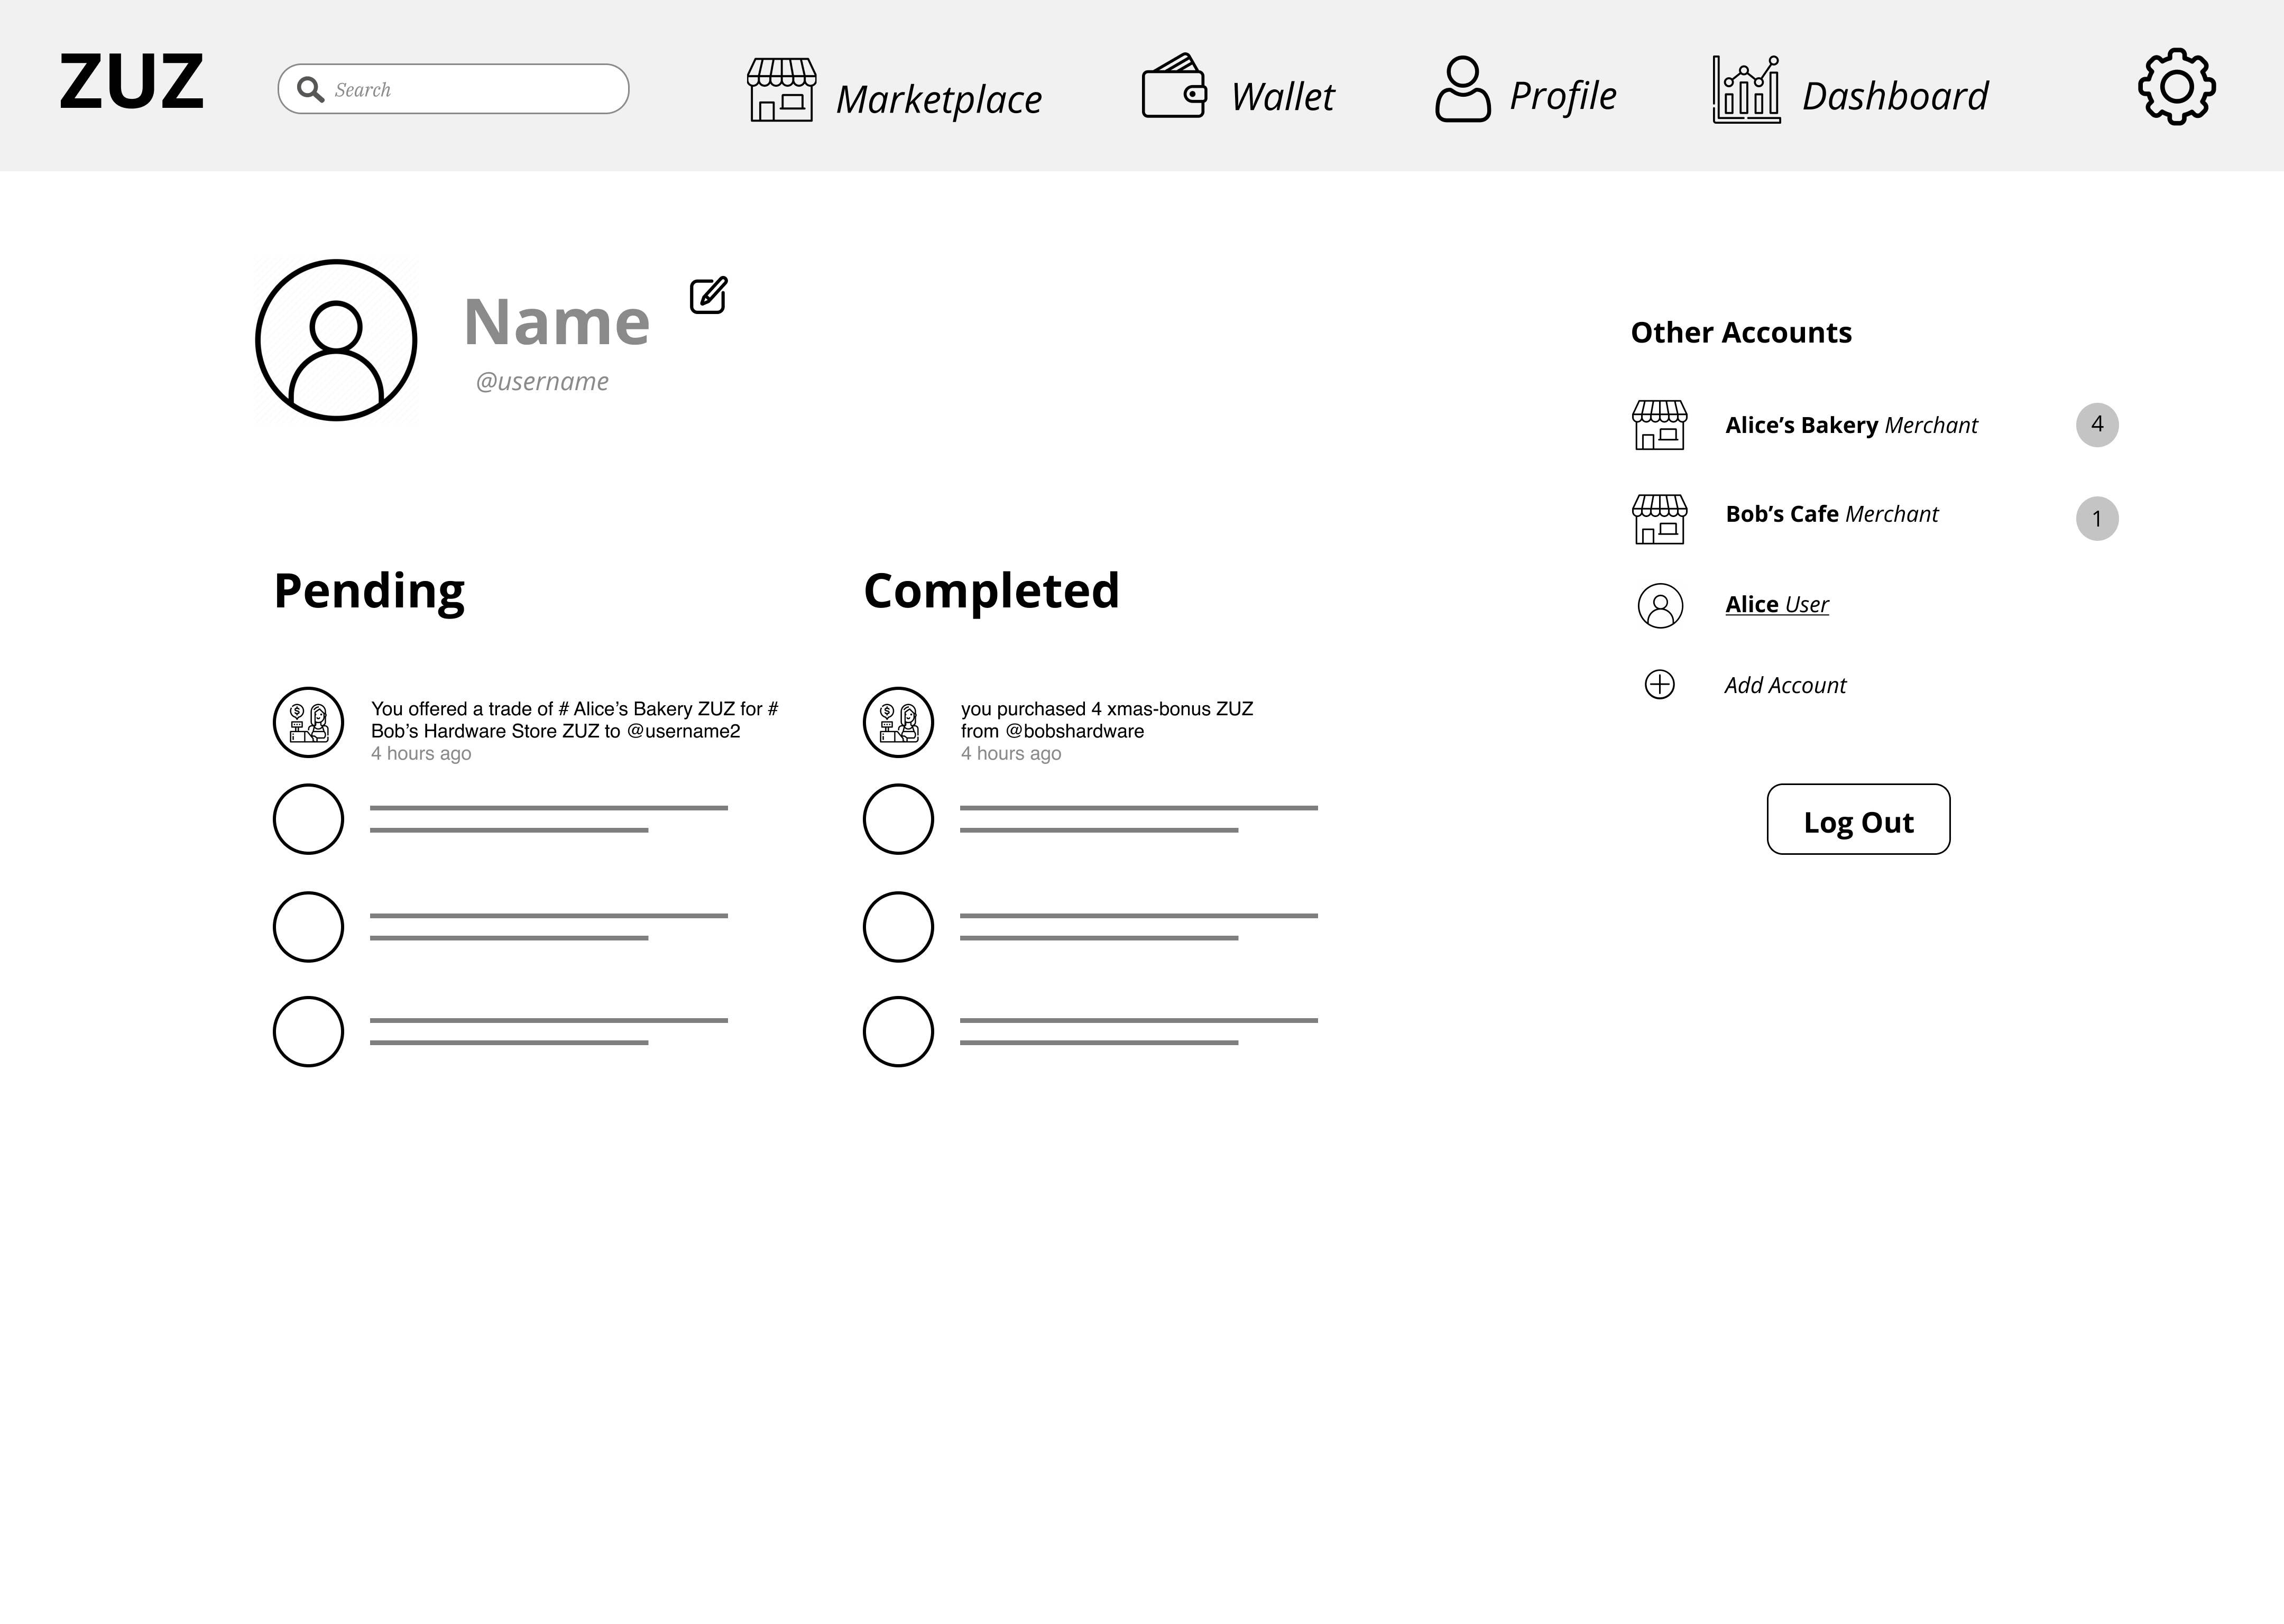 ZUZ
Search
Marketplace
Wallet
Profile
Dashboard
Name
@username
Other Accounts
Alice’s Bakery Merchant
4
Bob’s Cafe Merchant
1
Alice User
Add Account
Log Out
Pending
You offered a trade of # Alice’s Bakery ZUZ for #
Bob’s Hardware Store ZUZ to @username2
4 hours ago
Completed
you purchased 4 xmas-bonus ZUZ
from @bobshardware
4 hours ago